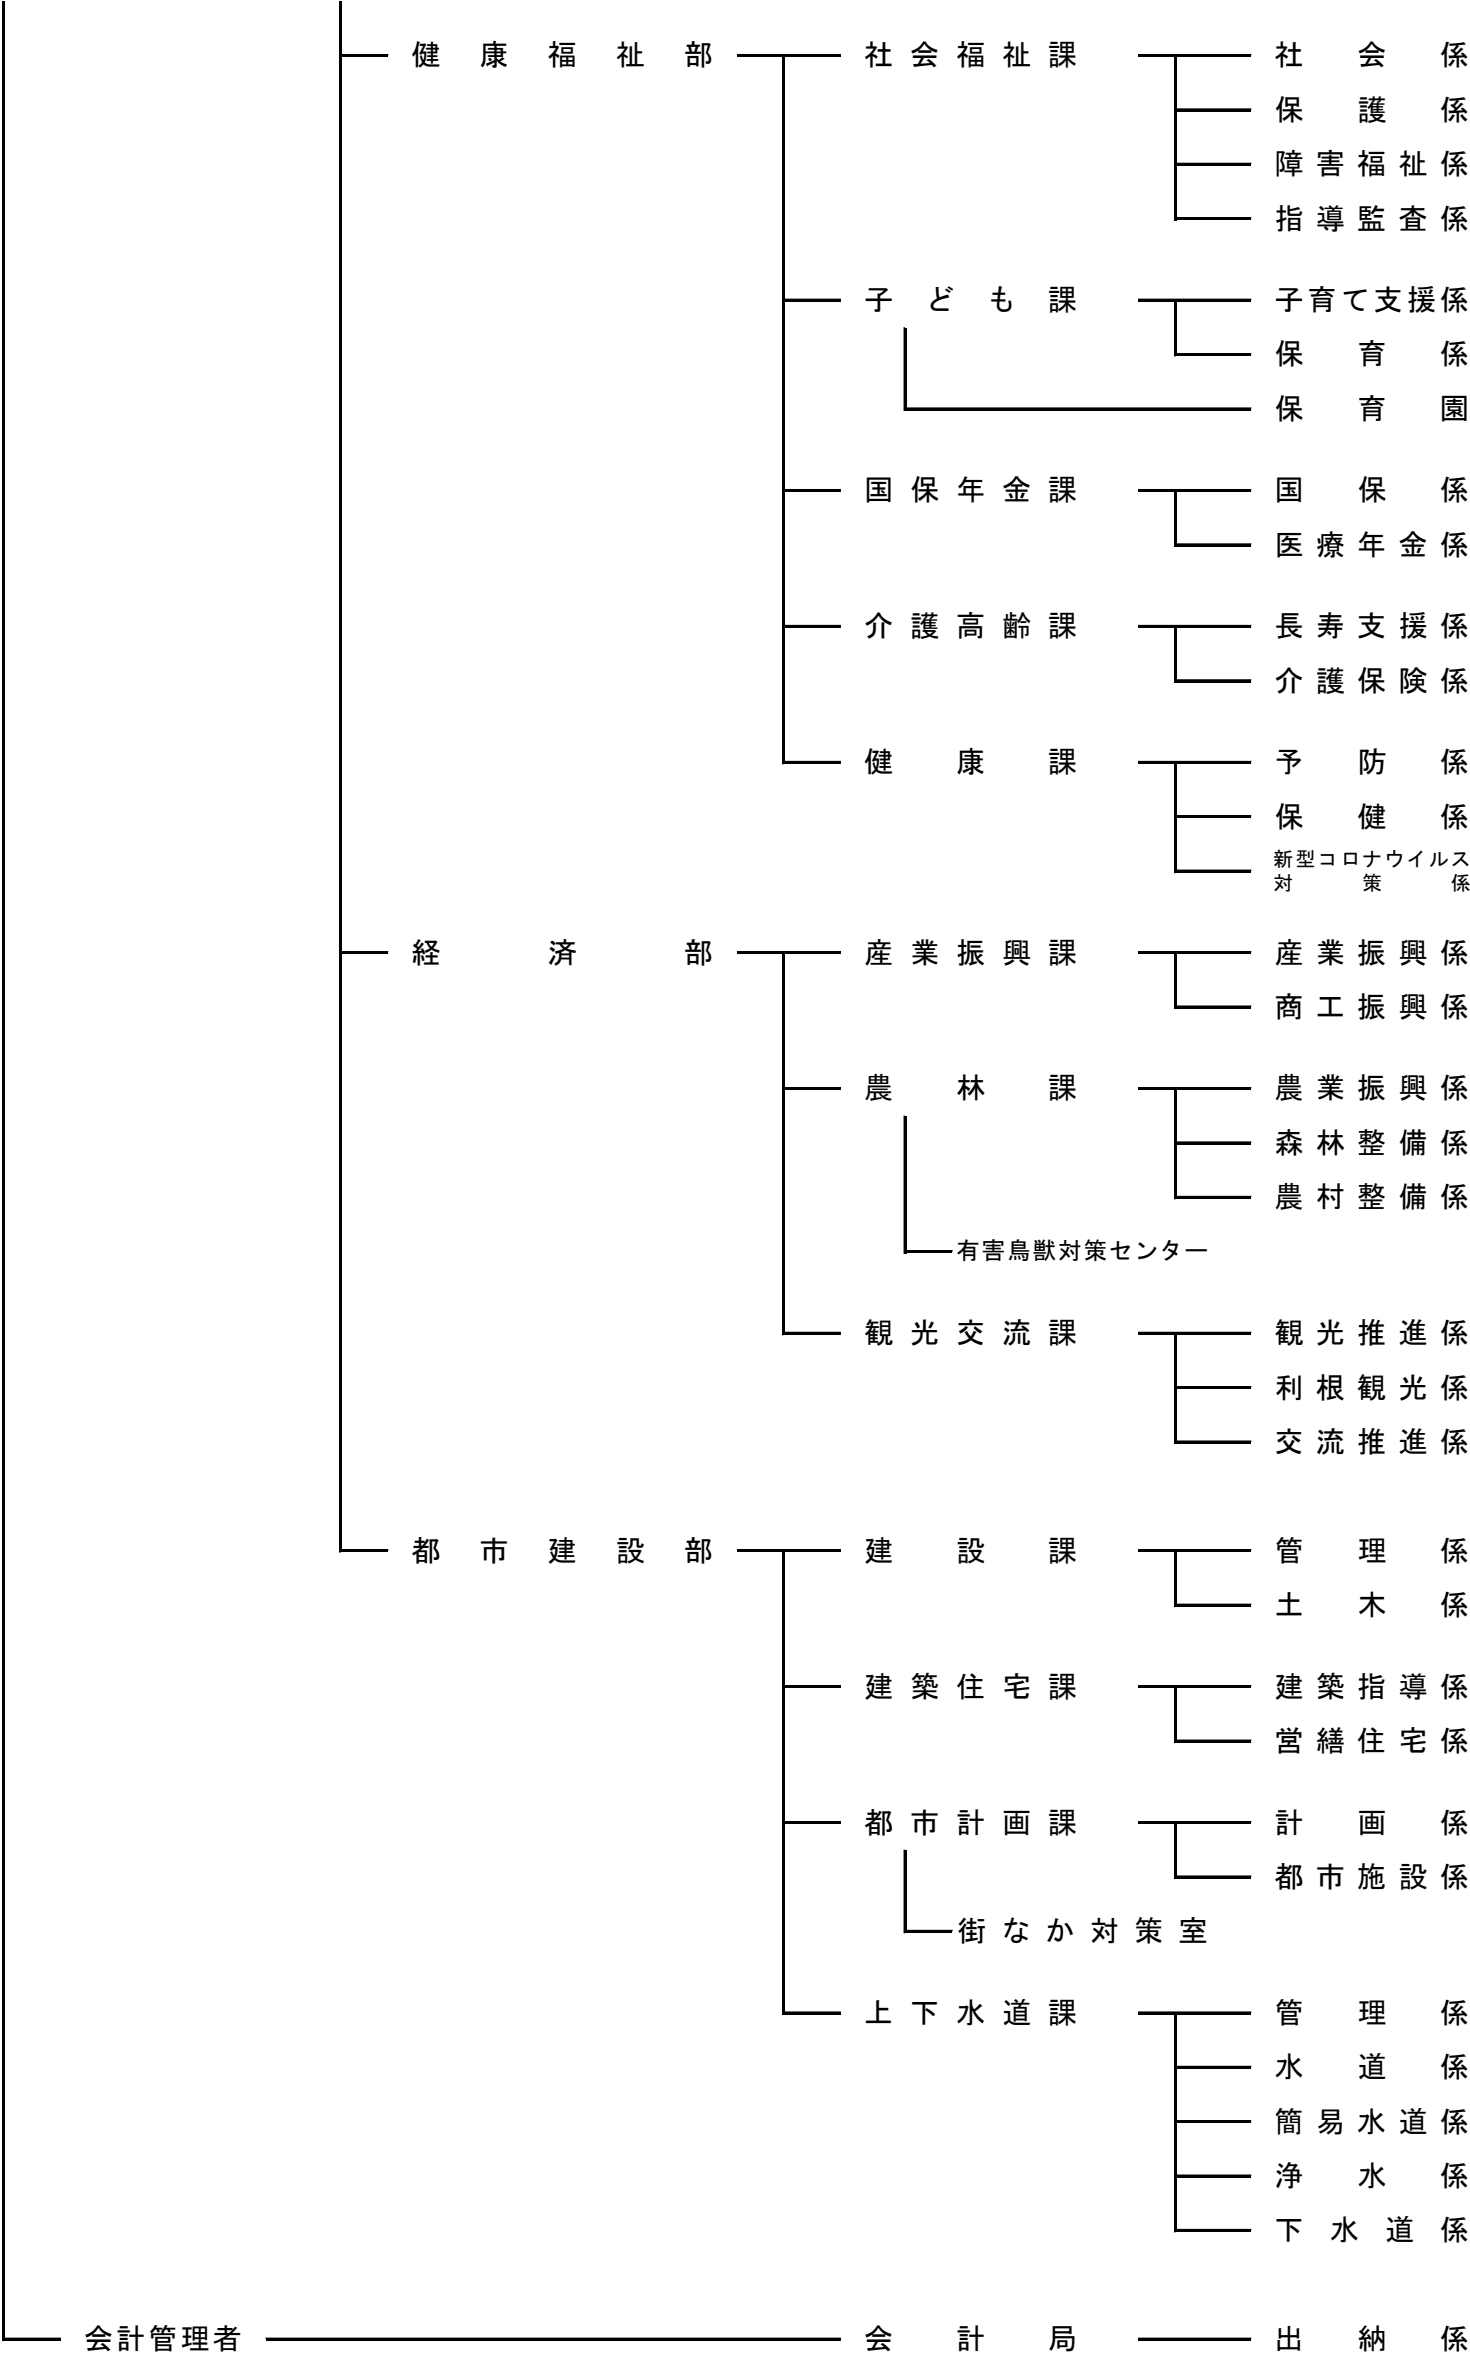 健康福祉部 社会福祉課 社会係
保護係
障害福祉係
指導監査係
子ども課 子育て支援係
保育係
保育園
国保年金課 国保係
医療年金係
介護高齢課 長寿支援係
介護保険係
健康課 予防係
保健係
新型コロナウイルス
対策係
経済部 産業振興課 産業振興係
商工振興係
農林課 農業振興係
森林整備係
農村整備係
有害鳥獣対策センター
観光交流課 観光推進係
利根観光係
交流推進係
都市建設部 建設課 管理係
土木係
建築住宅課 建築指導係
営繕住宅係
都市計画課 計画係
都市施設係
街なか対策室
上下水道課 管理係
水道係
簡易水道係
浄水係
下水道係
会計管理者 会計局 出納係